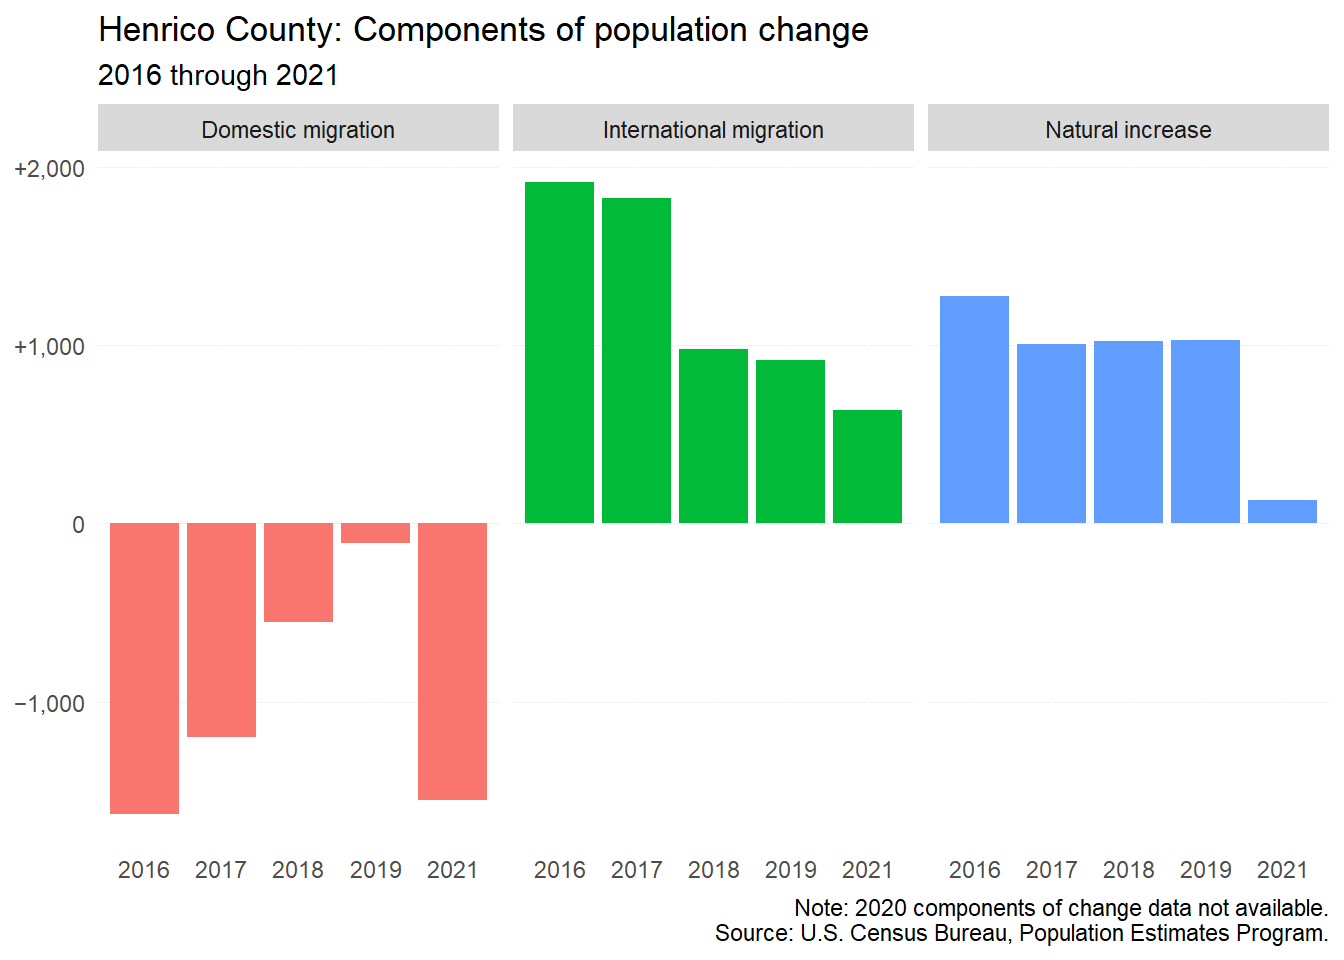 Henrico County: Components of population change
2016 through 2021
Domestic migration
International migration
Natural increase
+2,000
+1,000
0
−1,000
2016 2017 2018 2019 2021
2016 2017 2018 2019 2021
2016 2017 2018 2019 2021
Note: 2020 components of change data not available.
Source: U.S. Census Bureau, Population Estimates Program.